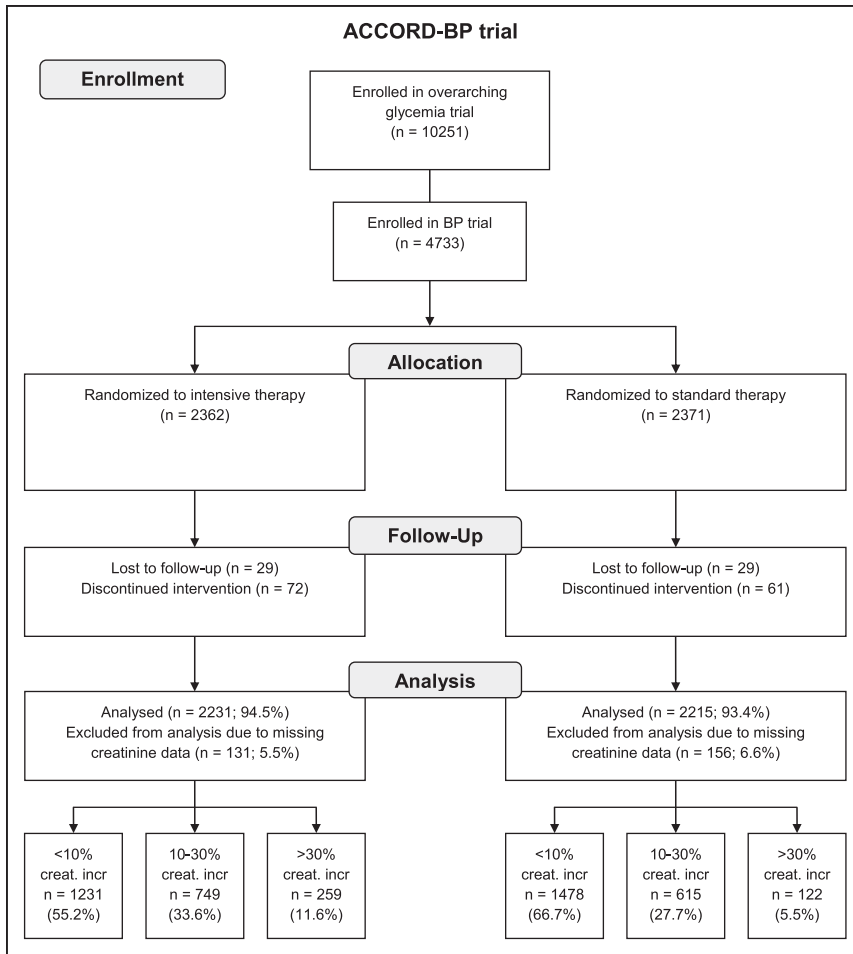 ACCORD-BP trial
Enrollment
Enrolled in overarching
glycemia trial
(n = 10251)
Enrolled in BP trial
(n = 4733)
Allocation
Randomized to intensive therapy
(n = 2362)
Randomized to standard therapy
(n = 2371)
Follow-Up
Lost to follow-up (n = 29)
Discontinued intervention (n = 72)
Lost to follow-up (n = 29)
Discontinued intervention (n = 61)
Analysis
Analysed (n = 2231; 94.5%)
Excluded from analysis due to missing
creatinine data (n = 131; 5.5%)
Analysed (n = 2215; 93.4%)
Excluded from analysis due to missing
creatinine data (n = 156; 6.6%)
<10%
creat. incr
n = 1231
(55.2%)
10-30%
creat. incr
n = 749
(33.6%)
>30%
creat. incr
n = 259
(11.6%)
<10%
creat. incr
n = 1478
(66.7%)
10-30%
creat. incr
n = 615
(27.7%)
>30%
creat. incr
n = 122
(5.5%)